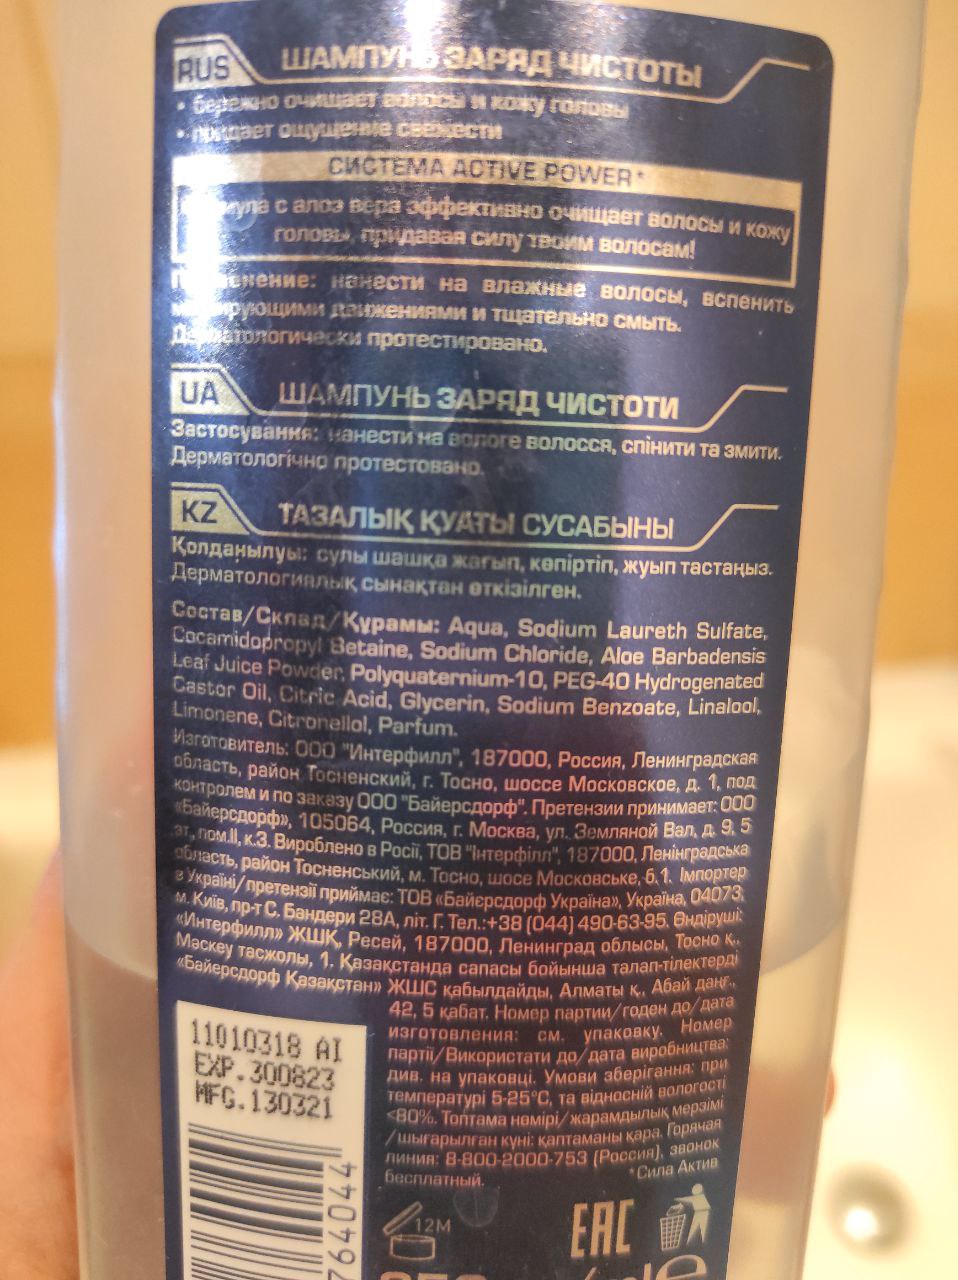 RUS ШАМПУНЬ ЗАРЯД ЧИСТОТЫ
• бережно очищает волосы и кожу головы
• придает ощущение свежести
СИСТЕМА ACTIVE POWER*
с алоэ вера эффективно очищает волосы и кожу
головы, придавая силу твоим волосам!
нанести на влажные волосы, вспенить
движениями и тщательно смыть.
Дерматологически протестировано.
UA ШАМПУНЬ ЗАРЯД ЧИСТОТИ
Застосування: нанести на вологе волосся, спінити та змити.
Дерматологічно протестовано.
KZ ТАЗАЛЫҚ ҚУАТЫ СУСАБЫНЫ
Қолданылуы: сулы шашқа жағып, көпіртіп, жуып тастаңыз.
Дерматологиялық сынақтан өткізілген.
Состав/Склад/Құрамы: Aqua, Sodium Laureth Sulfate,
Cocamidopropyl Betaine, Sodium Chloride, Aloe Barbadensis
Leaf Juice Powder, Polyquaternium-10, PEG-40 Hydrogenated
Castor Oil, Citric Acid, Glycerin, Sodium Benzoate, Linalool,
Limonene, Citronellol, Parfum.
Изготовитель: ООО "Интерфилл", 187000, Россия, Ленинградская
область, район Тосненский, г. Тосно, шоссе Московское, д. 1, под
контролем и по заказу ООО "Байерсдорф". Претензии принимает: ООО
«Байерсдорф», 105064, Россия, г. Москва, ул. Земляной Вал, д. 9, 5
эт, пом.II, к.3. Вироблено в Росії, ТОВ "Інтерфілл", 187000, Ленінградська
область, район Тосненський, м. Тосно, шосе Московське, б.1. Імпортер
в Україні/претензії приймає: ТОВ «Байєрсдорф Україна», Україна, 04073,
м. Київ, пр-т С. Бандери 28А, літ. Г. Тел.:+38 (044) 490-63-95. Өндіруші:
«Интерфилл» ЖШҚ, Ресей, 187000, Ленинград облысы, Тосно қ.,
Мәскеу тасжолы, 1. Қазақстанда сапасы бойынша талап-тілектерді
«Байерсдорф Қазақстан» ЖШС қабылдайды, Алматы қ., Абай даңғ.,
42, 5 қабат. Номер партии/годен до/дата
изготовления: см. упаковку. Номер
партії/Використати до/дата виробництва:
див. на упаковці. Умови зберігання: при
температурі 5-25°С, та відносній вологості
<80%. Топтама нөмірі/жарамдылық мерзімі
/шығарылған күні: қаптаманы қара. Горячая
линия: 8-800-2000-753 (Россия), звонок
бесплатный. *Сила Актив
11010318 AI
EXP.300823
MFG.130321
764044
12M
EAC